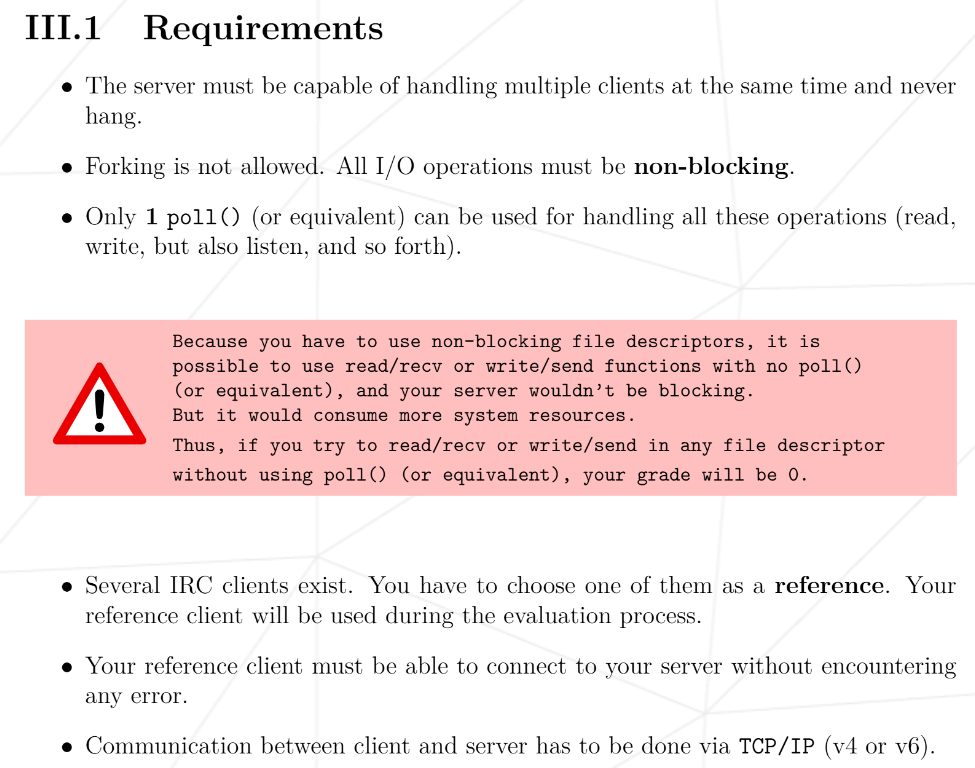 III.1 Requirements
• The server must be capable of handling multiple clients at the same time and never
hang.
• Forking is not allowed. All I/O operations must be non-blocking.
• Only 1 poll() (or equivalent) can be used for handling all these operations (read,
write, but also listen, and so forth).
Because you have to use non-blocking file descriptors, it is
possible to use read/recv or write/send functions with no poll()
(or equivalent), and your server wouldn't be blocking.
But it would consume more system resources.
Thus, if you try to read/recv or write/send in any file descriptor
without using poll() (or equivalent), your grade will be 0.
• Several IRC clients exist. You have to choose one of them as a reference. Your
reference client will be used during the evaluation process.
• Your reference client must be able to connect to your server without encountering
any error.
• Communication between client and server has to be done via TCP/IP (v4 or v6).